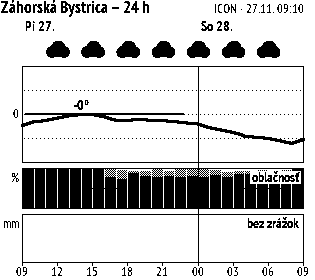 Záhorská Bystrica – 24 h ICON · 27.11. 09:10
Pi 27. So 28.
-0°
0
% oblačnosť
mm bez zrážok
09 12 15 18 21 00 03 06 09